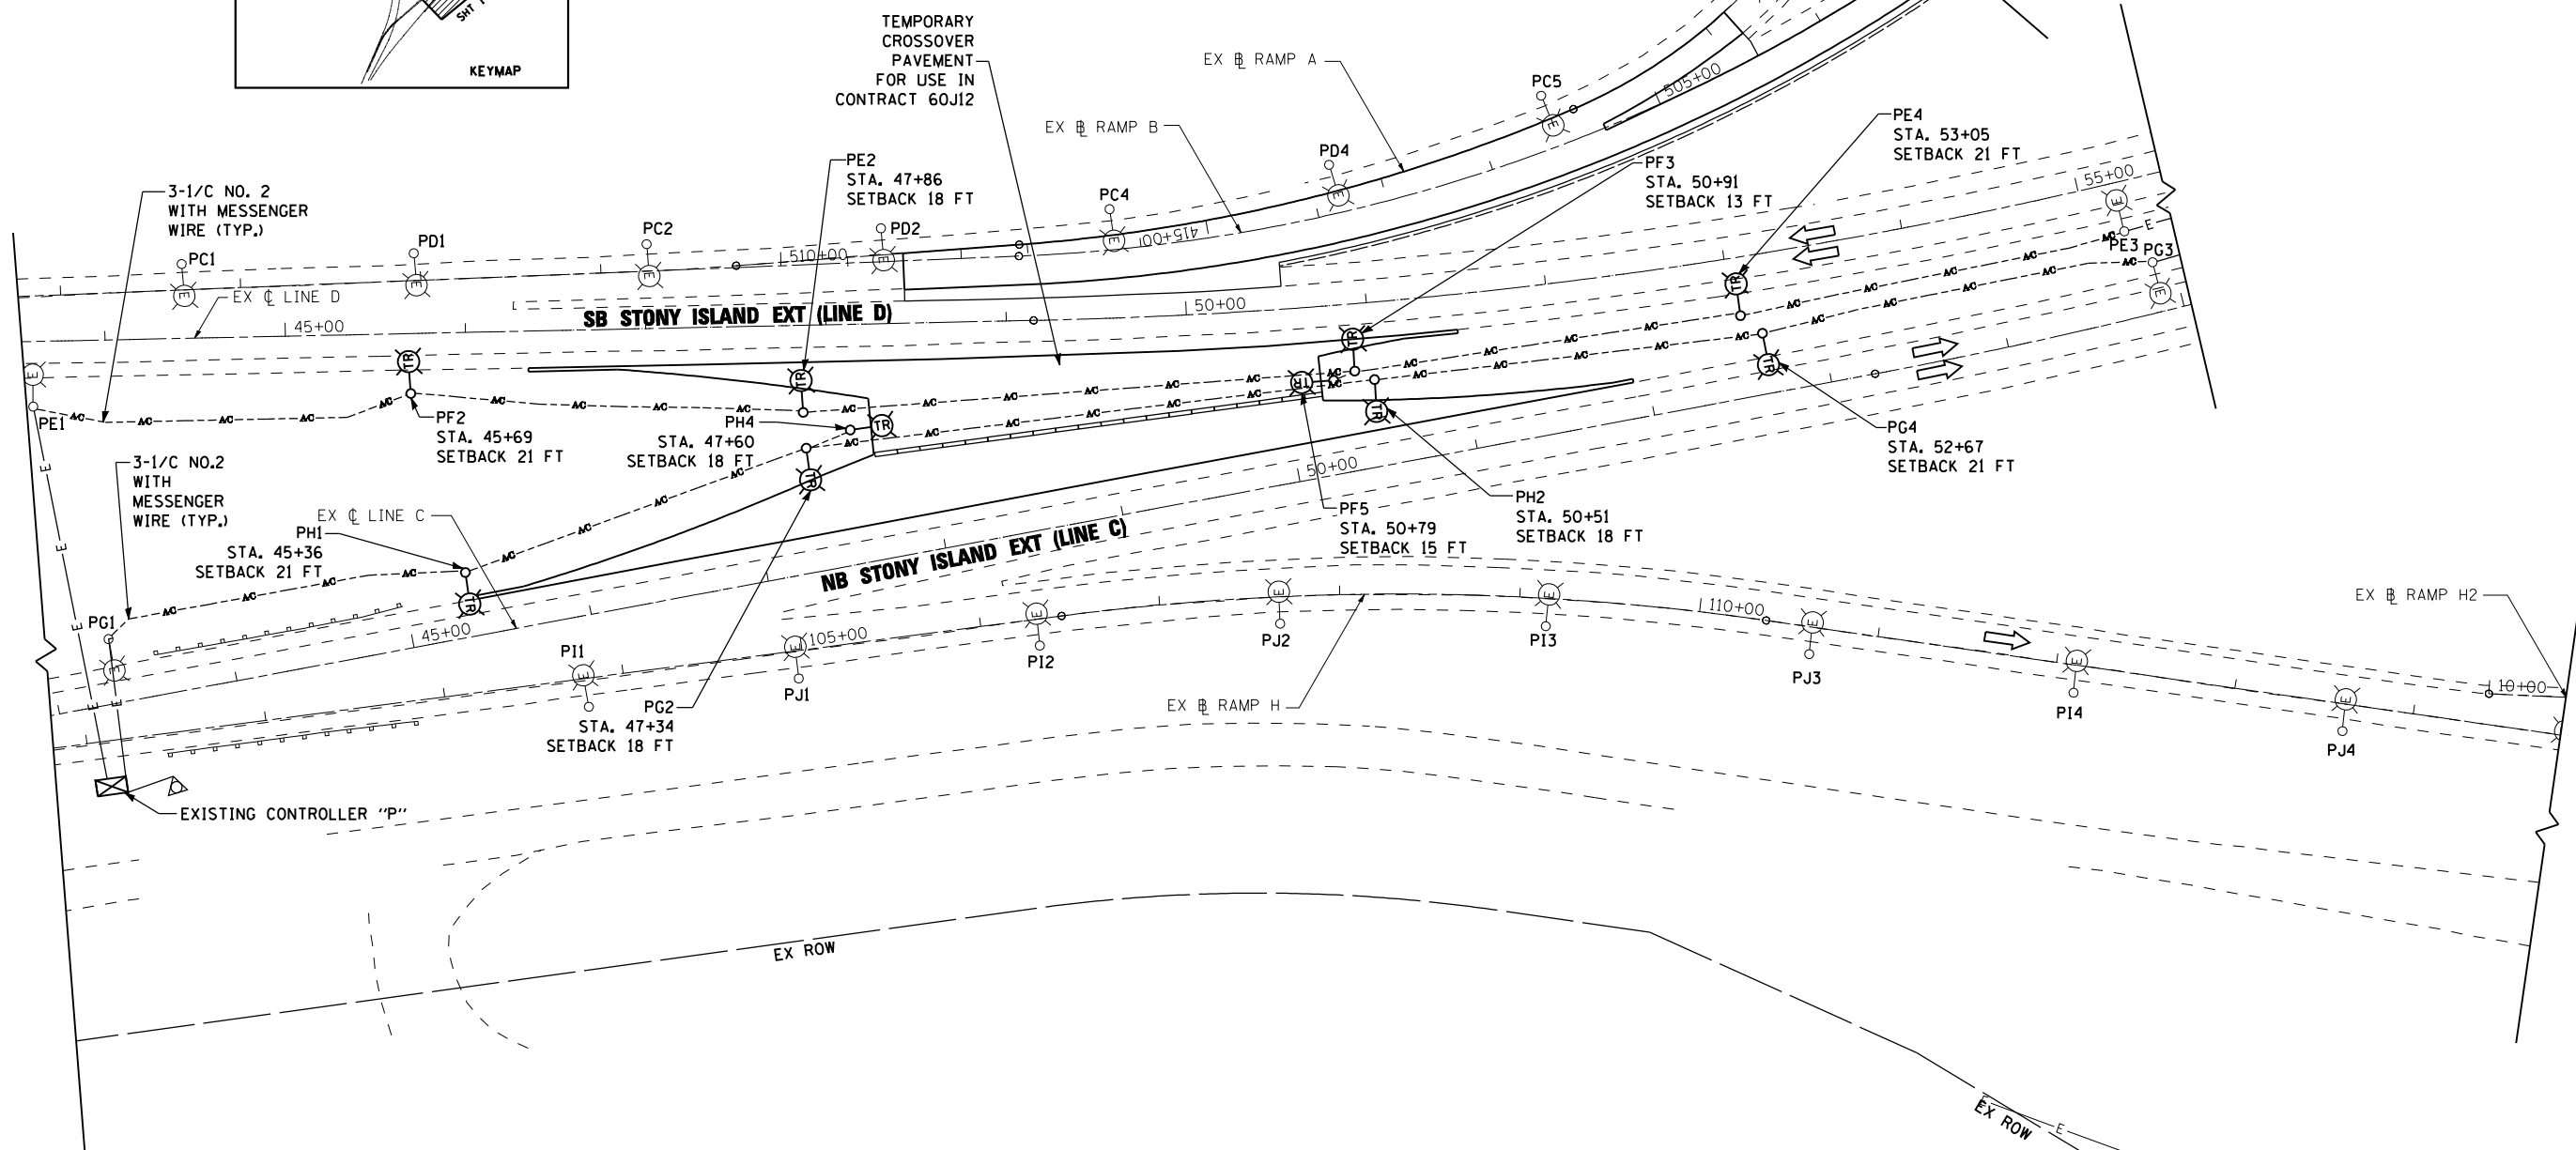 SHT
KEYMAP
TEMPORARY
CROSSOVER
PAVEMENT
FOR USE IN
CONTRACT 60J12
EX ℄ RAMP A
EX ℄ RAMP B
PC5
505+00
PE4
STA. 53+05
SETBACK 21 FT
PD4
PF3
STA. 50+91
SETBACK 13 FT
55+00
PE2
STA. 47+86
SETBACK 18 FT
3-1/C NO. 2
WITH MESSENGER
WIRE (TYP.)
PC4
415+00
PD2
510+00
PC2
PD1
PC1
EX ℄ LINE D
45+00
SB STONY ISLAND EXT (LINE D)
50+00
PE3
PG3
PE1
PF2
STA. 45+69
SETBACK 21 FT
PH4
STA. 47+60
SETBACK 18 FT
PG4
STA. 52+67
SETBACK 21 FT
3-1/C NO.2
WITH
MESSENGER
WIRE (TYP.)
50+00
PH2
STA. 50+51
SETBACK 18 FT
PF5
STA. 50+79
SETBACK 15 FT
EX ℄ LINE C
PH1
STA. 45+36
SETBACK 21 FT
NB STONY ISLAND EXT (LINE C)
PG1
45+00
105+00
110+00
EX ℄ RAMP H2
PI1
PJ1
PI2
PJ2
PI3
PJ3
PI4
PJ4
10+00
PG2
STA. 47+34
SETBACK 18 FT
EX ℄ RAMP H
EXISTING CONTROLLER "P"
EX ROW
EX ROW
E